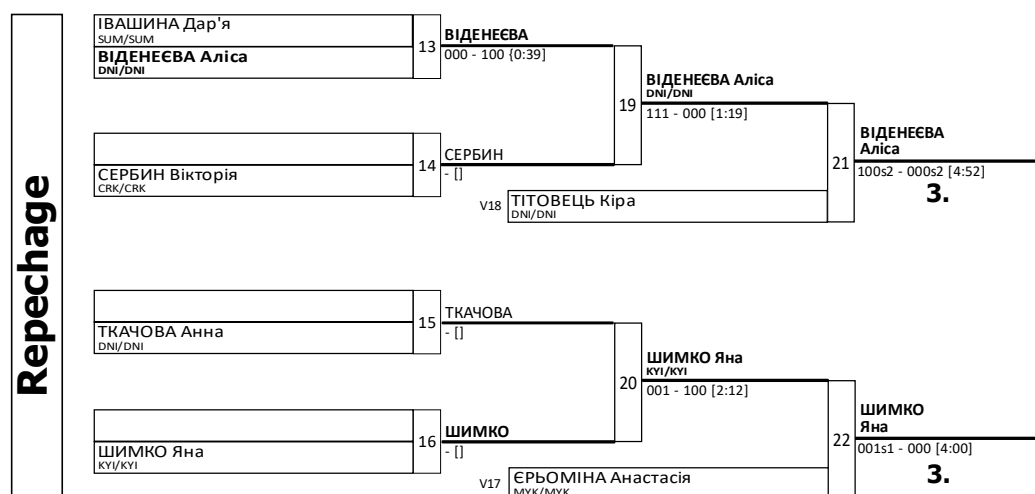 Repechage
ІВАШИНА Дар'я
SUM/SUM
ВІДЕНЕЄВА Аліса
DNI/DNI
13
ВІДЕНЕЄВА
000 - 100 {0:39]
СЕРБИН Вікторія
CRK/CRK
14
СЕРБИН
- []
19
ВІДЕНЕЄВА Аліса
DNI/DNI
111 - 000 [1:19]
V18
ТІТОВЕЦЬ Кіра
DNI/DNI
21
ВІДЕНЕЄВА
Аліса
100s2 - 000s2 [4:52]
3.
ТКАЧОВА Анна
DNI/DNI
15
ТКАЧОВА
- []
ШИМКО Яна
KYI/KYI
16
ШИМКО
- []
20
ШИМКО Яна
KYI/KYI
001 - 100 [2:12]
V17
ЄРЬОМІНА Анастасія
MYK/MYK
22
ШИМКО
Яна
001s1 - 000 [4:00]
3.